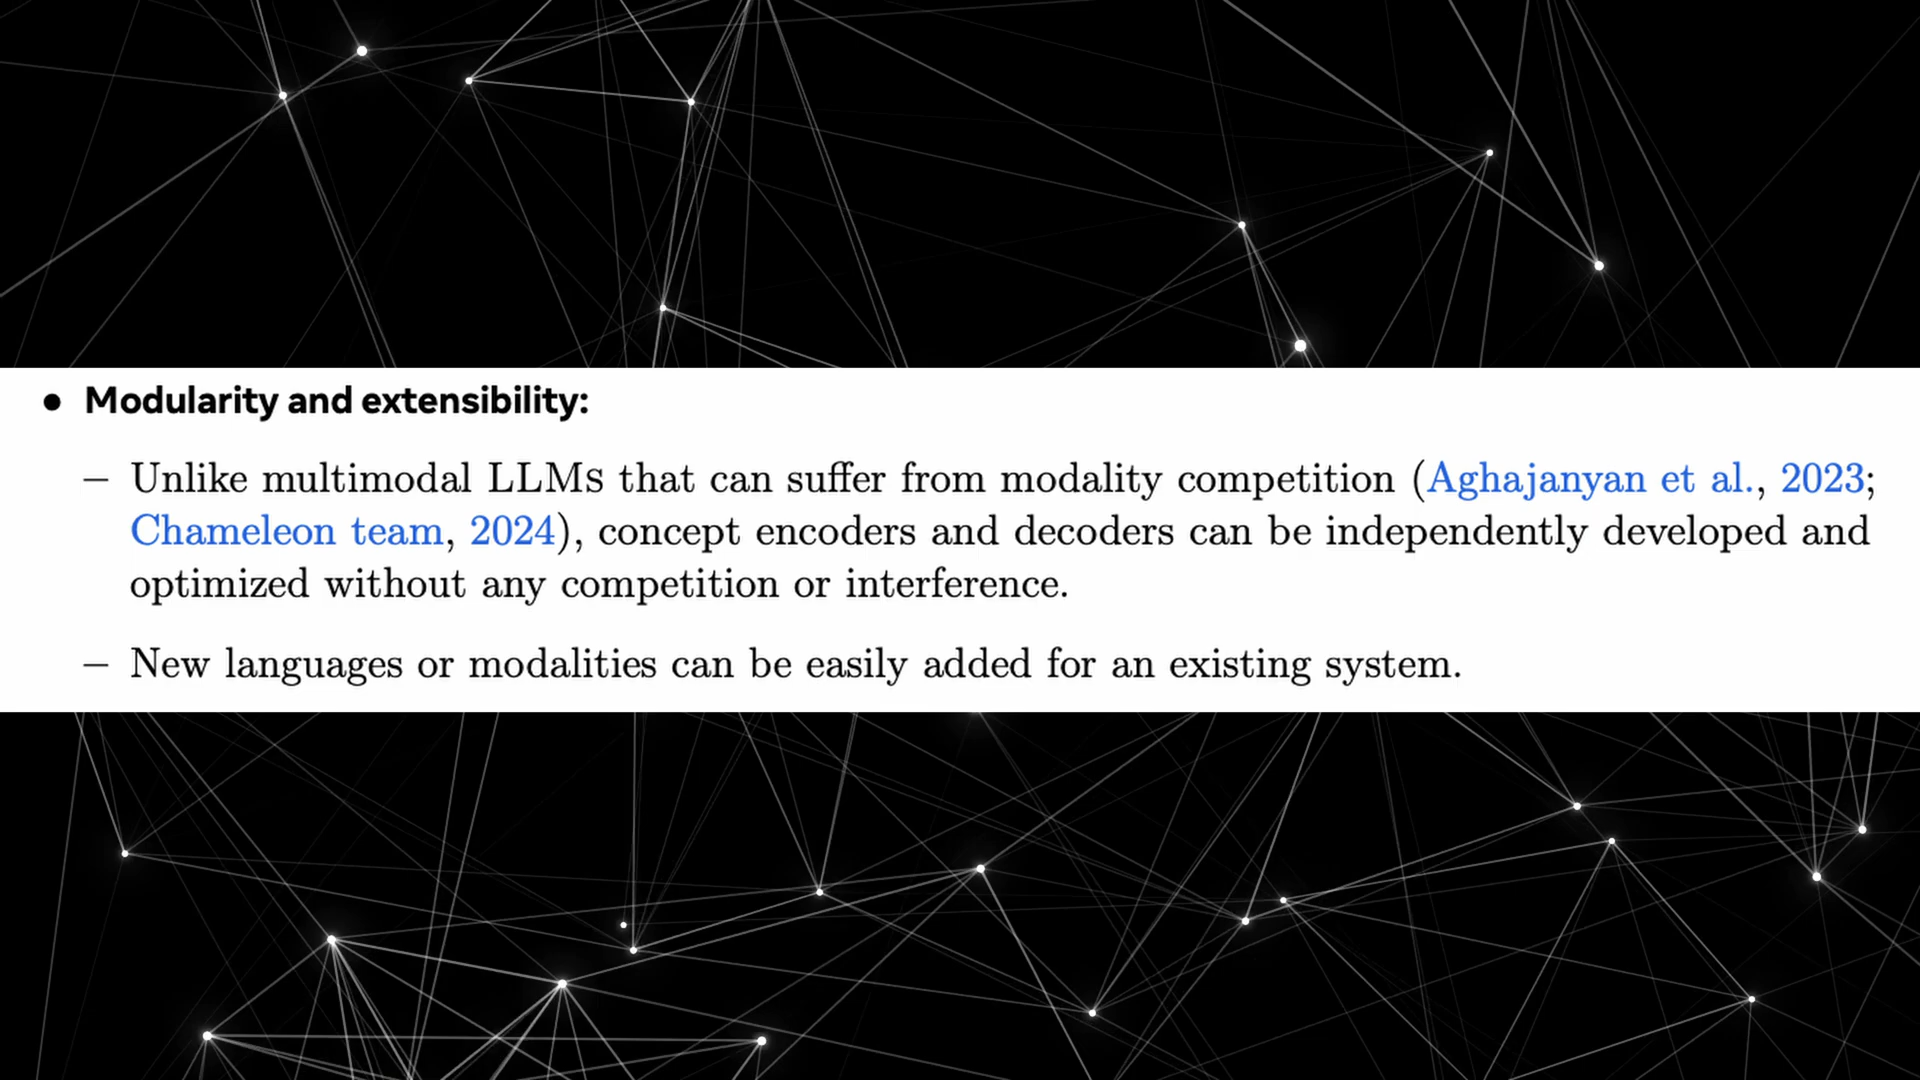 ● Modularity and extensibility:
– Unlike multimodal LLMs that can suffer from modality competition (Aghajanyan et al., 2023;
Chameleon team, 2024), concept encoders and decoders can be independently developed and
optimized without any competition or interference.
– New languages or modalities can be easily added for an existing system.